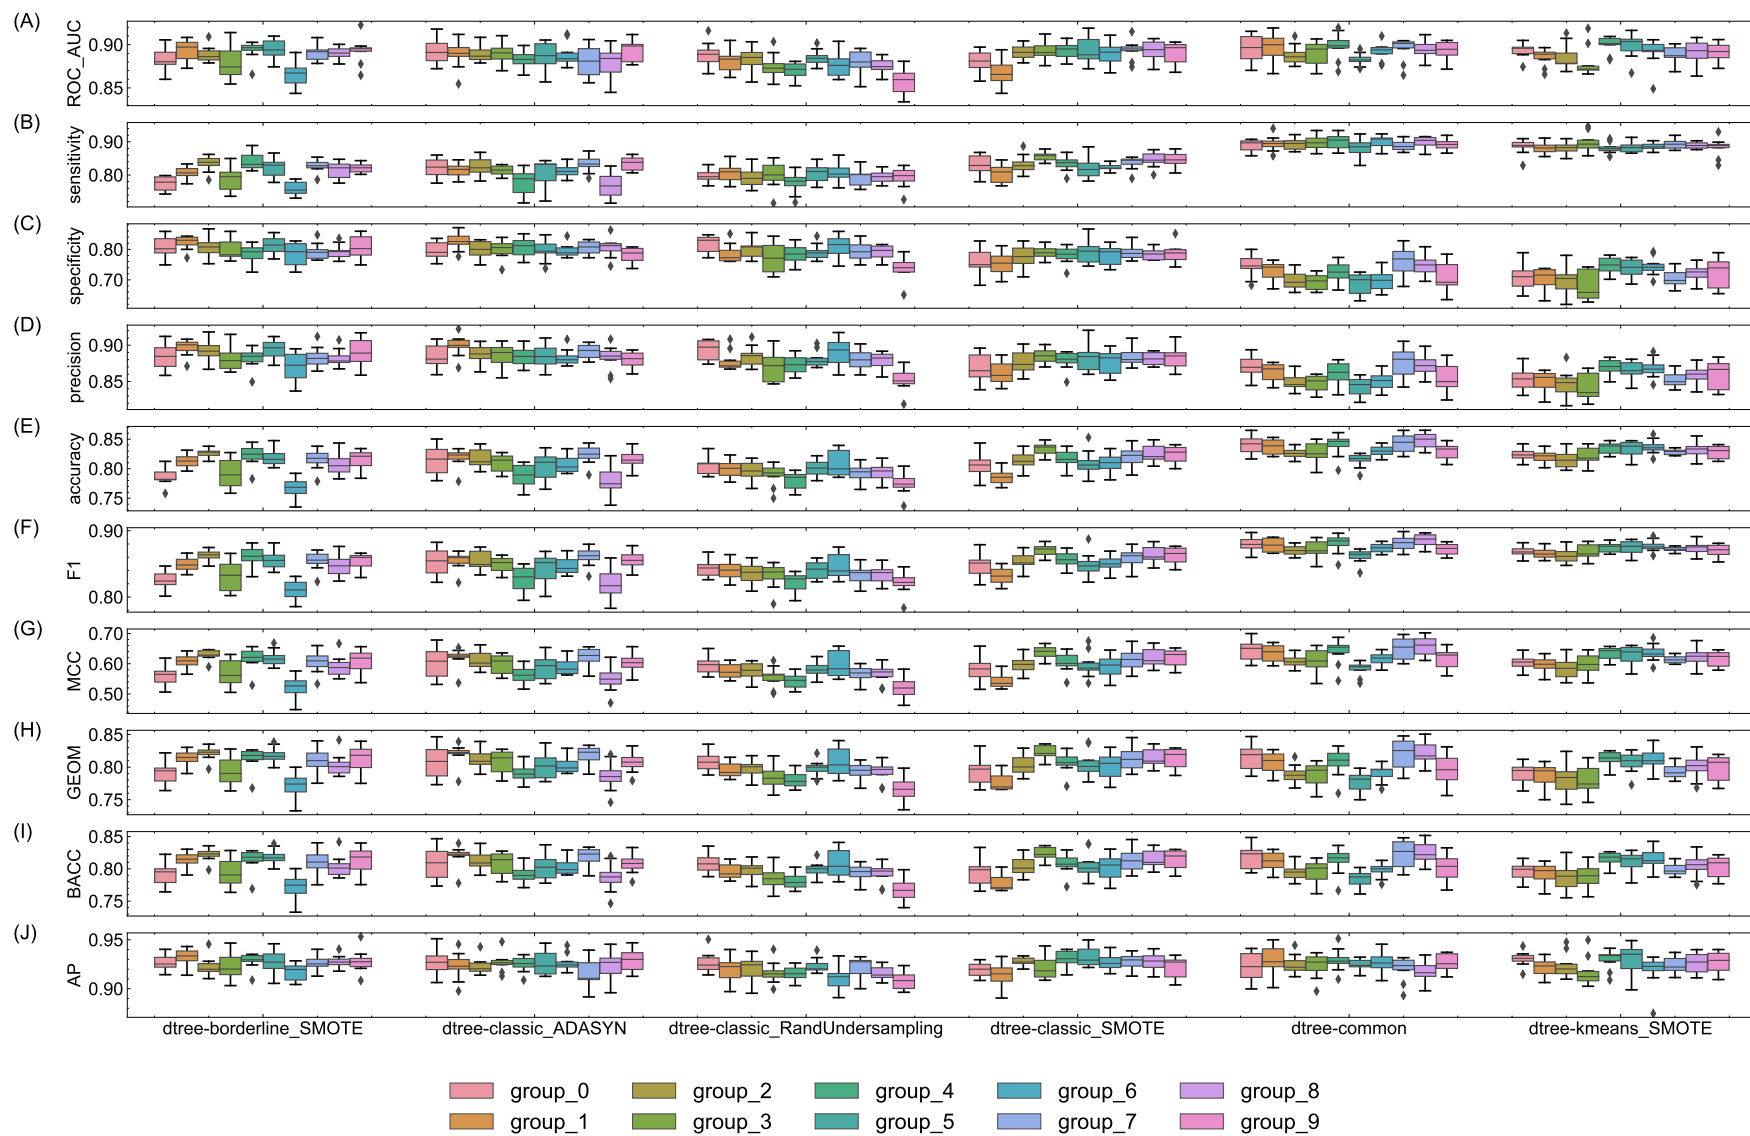 (A)
ROC_AUC
0.90
0.85
(B)
sensitivity
0.90
0.80
(C)
specificity
0.80
0.70
(D)
precision
0.90
0.85
(E)
accuracy
0.85
0.80
0.75
(F)
F1
0.90
0.80
(G)
MCC
0.70
0.60
0.50
(H)
GEOM
0.85
0.80
0.75
(I)
BACC
0.85
0.80
0.75
(J)
AP
0.95
0.90
dtree-borderline_SMOTE dtree-classic_ADASYN dtree-classic_RandUndersampling dtree-classic_SMOTE dtree-common dtree-kmeans_SMOTE
group_0 group_2 group_4 group_6 group_8
group_1 group_3 group_5 group_7 group_9